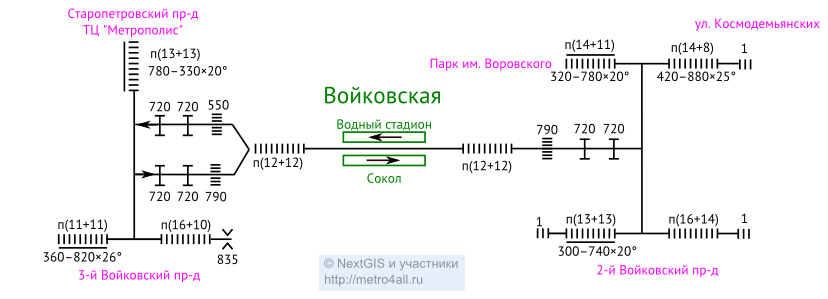 Старопетровский пр-д
ТЦ "Метрополис"
п(13+13)
780–330×20°
720 720 550
720 720 790
п(12+12)
п(11+11)
360–820×26°
3-й Войковский пр-д
п(16+10)
835
Войковская
Водный стадион
Сокол
п(12+12)
790
720 720
ул. Космодемьянских
Парк им. Воровского
п(14+11)
320–780×20°
п(14+8)
420–880×25°
1
1
п(13+13)
300–740×20°
п(16+14)
1
2-й Войковский пр-д
© NextGIS и участники
http://metro4all.ru